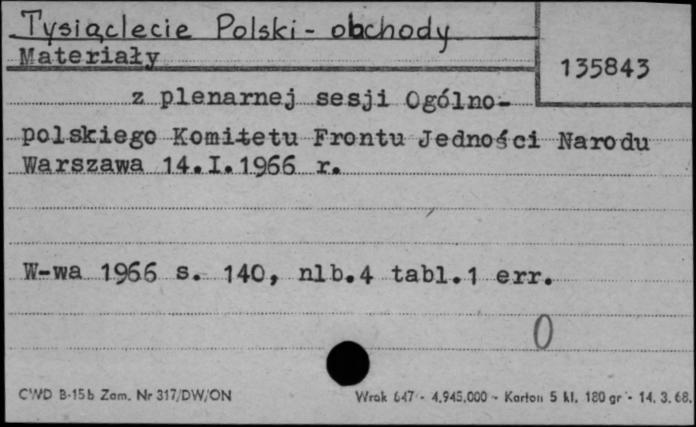 Tysiąclecie Polski - obchody
Materiały
135843
z plenarnej sesji Ogólno-
polskiego Komitetu Frontu Jedności Narodu
Warszawa 14.I.1966 r.
W-wa 1966 s. 140, nlb.4 tabl.1 err.
0
CWD B-15b Zam. Nr 317/DW/ON
Wrak 647 - 4.945.000 - Karton 5 kl. 180 gr - 14. 3. 68.